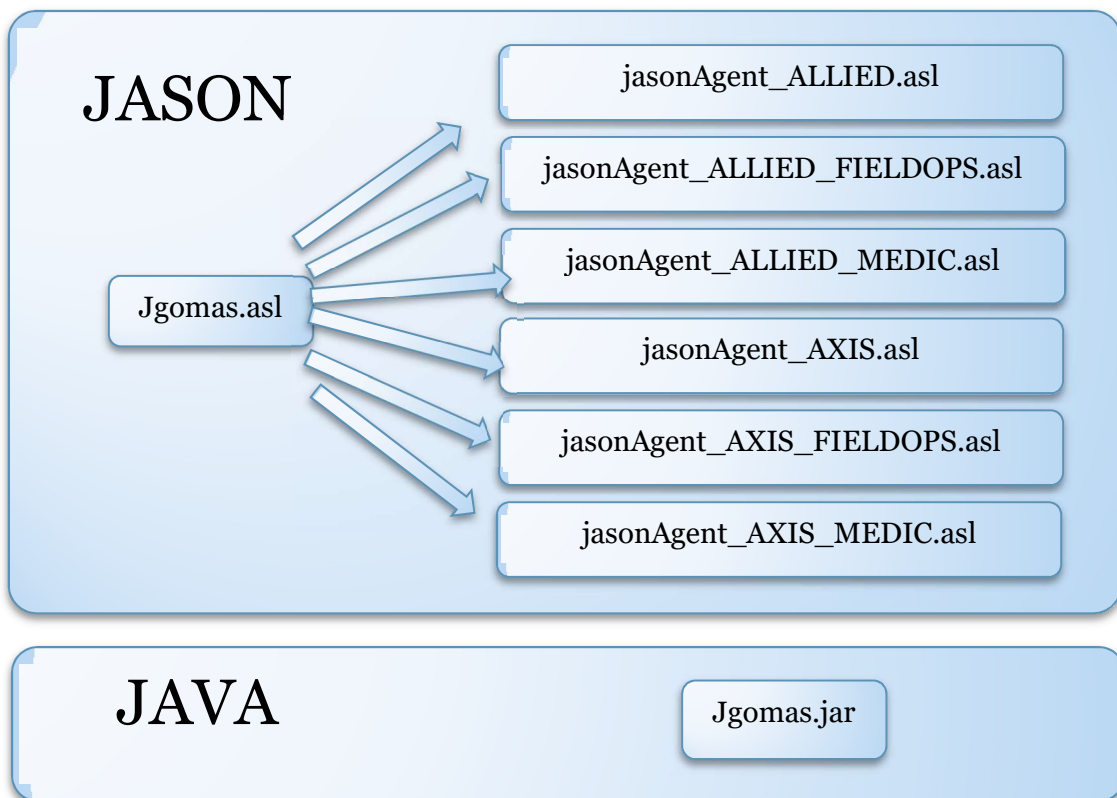 JASON
jasonAgent_ALLIED.asl
jasonAgent_ALLIED_FIELDOPS.asl
jasonAgent_ALLIED_MEDIC.asl
Jgomas.asl
jasonAgent_AXIS.asl
jasonAgent_AXIS_FIELDOPS.asl
jasonAgent_AXIS_MEDIC.asl
JAVA
Jgomas.jar